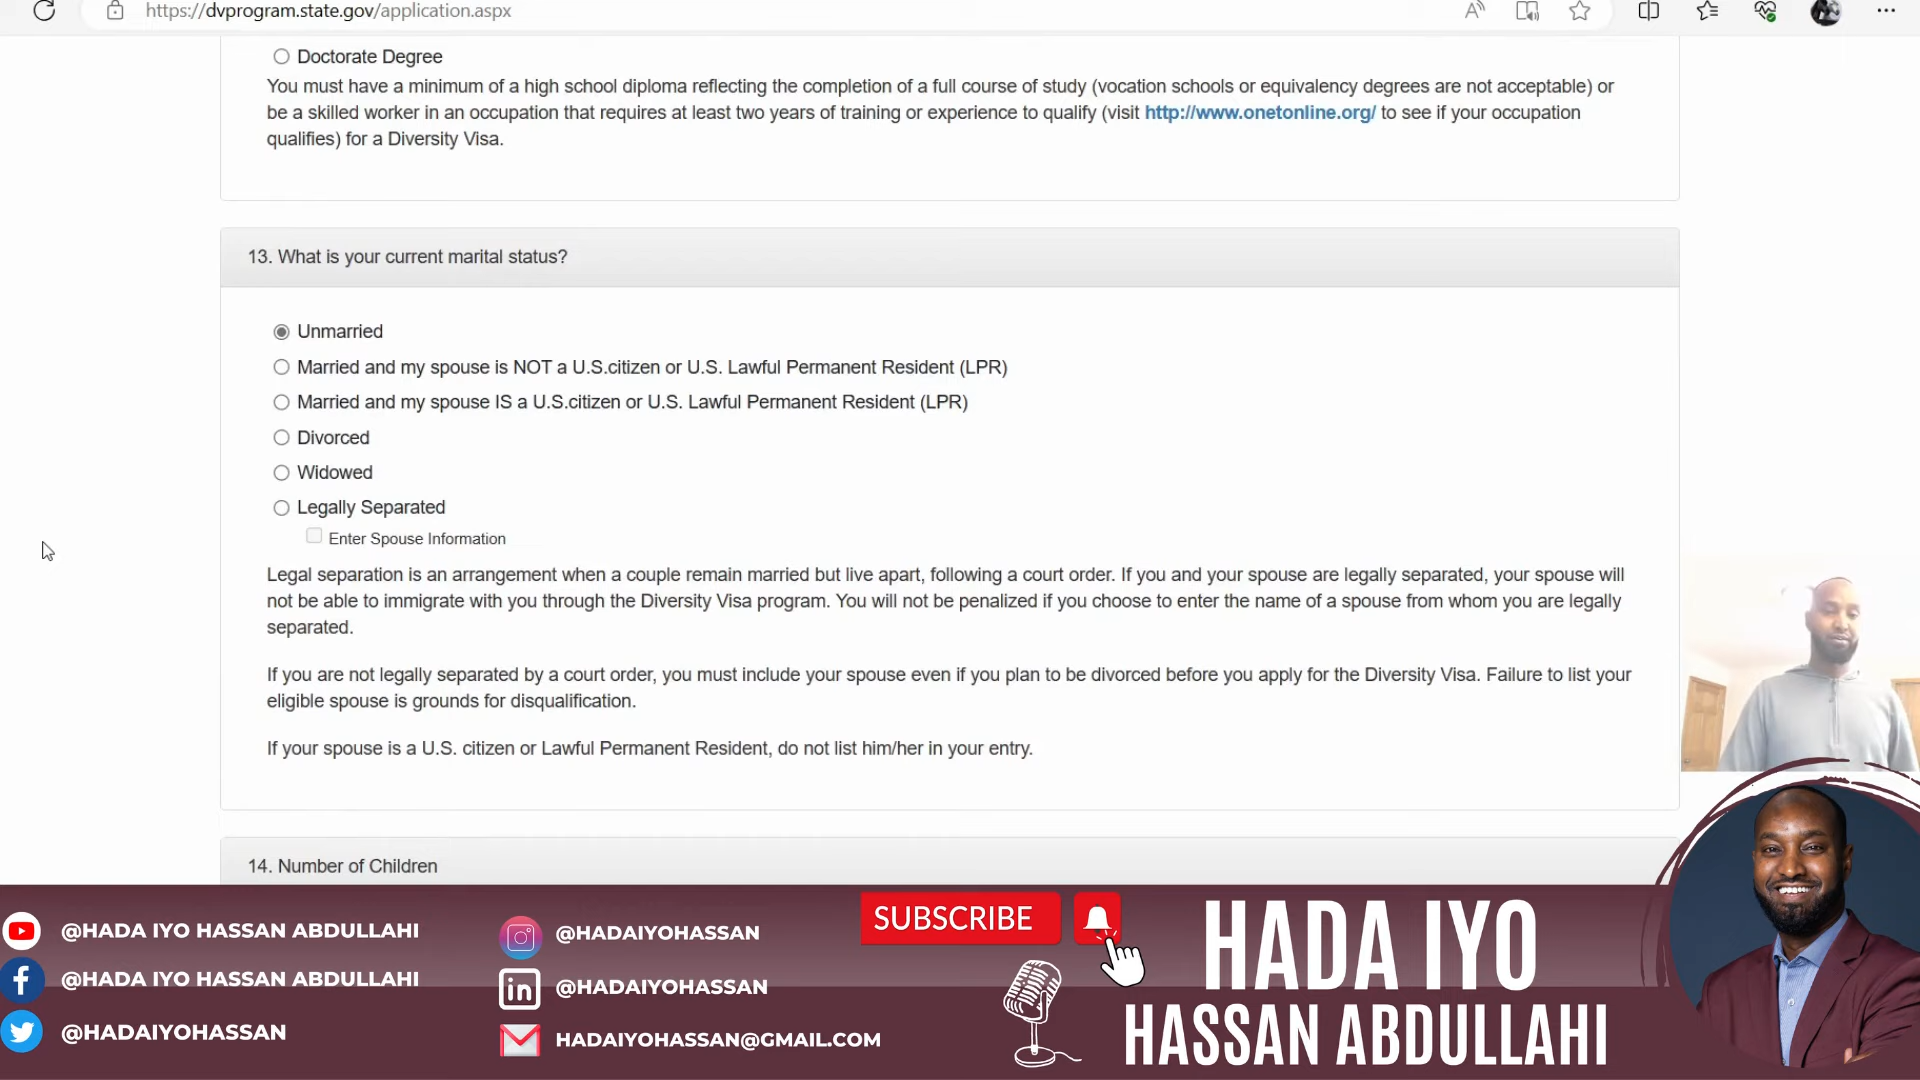 https://dvprogram.state.gov/application.aspx
Doctorate Degree
You must have a minimum of a high school diploma reflecting the completion of a full course of study (vocation schools or equivalency degrees are not acceptable) or
be a skilled worker in an occupation that requires at least two years of training or experience to qualify (visit http://www.onetonline.org/ to see if your occupation
qualifies) for a Diversity Visa.
13. What is your current marital status?
Unmarried
Married and my spouse is NOT a U.S.citizen or U.S. Lawful Permanent Resident (LPR)
Married and my spouse IS a U.S.citizen or U.S. Lawful Permanent Resident (LPR)
Divorced
Widowed
Legally Separated
Enter Spouse Information
Legal separation is an arrangement when a couple remain married but live apart, following a court order. If you and your spouse are legally separated, your spouse will
not be able to immigrate with you through the Diversity Visa program. You will not be penalized if you choose to enter the name of a spouse from whom you are legally
separated.
If you are not legally separated by a court order, you must include your spouse even if you plan to be divorced before you apply for the Diversity Visa. Failure to list your
eligible spouse is grounds for disqualification.
If your spouse is a U.S. citizen or Lawful Permanent Resident, do not list him/her in your entry.
14. Number of Children
@HADA IYO HASSAN ABDULLAHI
@HADA IYO HASSAN ABDULLAHI
@HADAIYOHASSAN
@HADAIYOHASSAN
@HADAIYOHASSAN
HADAIYOHASSAN@GMAIL.COM
SUBSCRIBE
HADA IYO
HASSAN ABDULLAHI